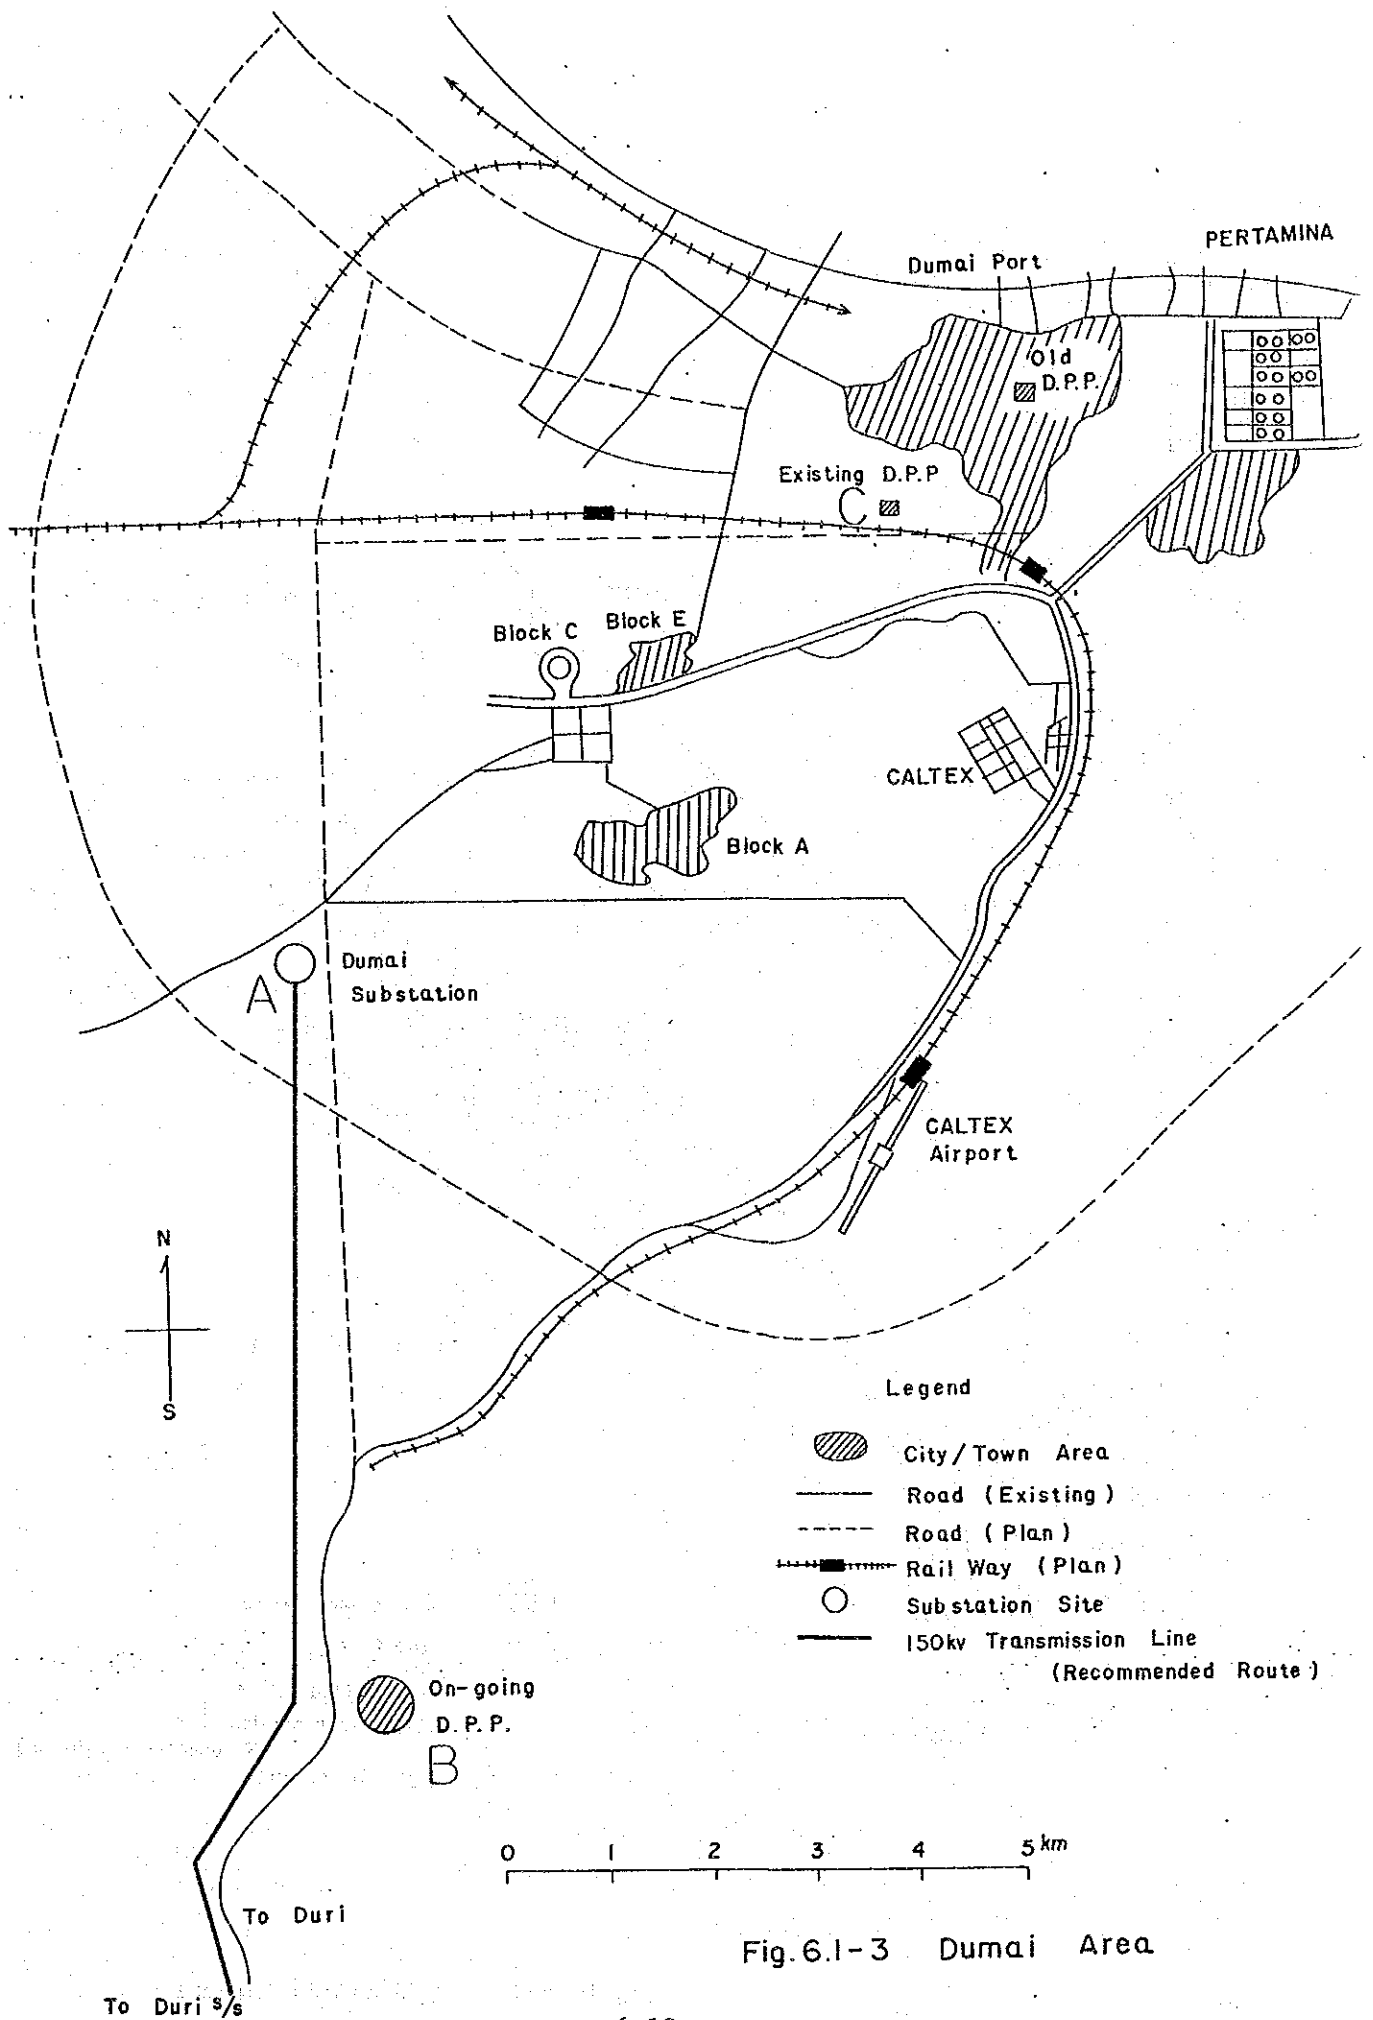 PERTAMINA
Dumai Port
Old
D.P.P.
Existing D.P.P
C
Block C
Block E
CALTEX
Block A
Dumai
Substation
A
CALTEX
Airport
N
S
Legend
City/Town Area
Road (Existing)
Road (Plan)
Rail Way (Plan)
Substation Site
150kv Transmission Line
(Recommended Route)
On-going
D.P.P.
B
0 1 2 3 4 5 km
To Duri
Fig. 6.1-3 Dumai Area
To Duri s/s